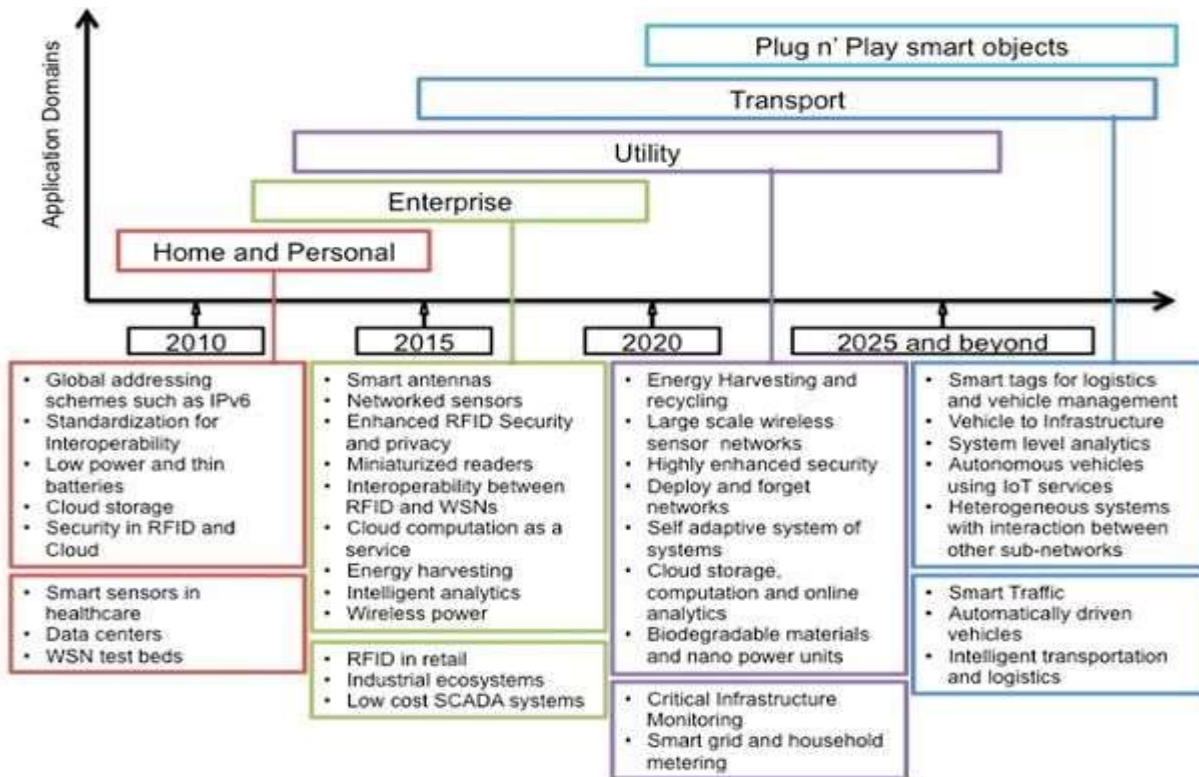 Application Domains
Plug n' Play smart objects
Transport
Utility
Enterprise
Home and Personal
2010
2015
2020
2025 and beyond
• Global addressing
schemes such as IPv6
• Standardization for
Interoperability
• Low power and thin
batteries
• Cloud storage
• Security in RFID and
Cloud
• Smart sensors in
healthcare
• Data centers
• WSN test beds
• Smart antennas
• Networked sensors
• Enhanced RFID Security
and privacy
• Miniaturized readers
• Interoperability between
RFID and WSNs
• Cloud computation as a
service
• Energy harvesting
• Intelligent analytics
• Wireless power
• RFID in retail
• Industrial ecosystems
• Low cost SCADA systems
• Energy Harvesting and
recycling
• Large scale wireless
sensor networks
• Highly enhanced security
• Deploy and forget
networks
• Self adaptive system of
systems
• Cloud storage,
computation and online
analytics
• Biodegradable materials
and nano power units
• Critical Infrastructure
Monitoring
• Smart grid and household
metering
• Smart tags for logistics
and vehicle management
• Vehicle to Infrastructure
• System level analytics
• Autonomous vehicles
using IoT services
• Heterogeneous systems
with interaction between
other sub-networks
• Smart Traffic
• Automatically driven
vehicles
• Intelligent transportation
and logistics